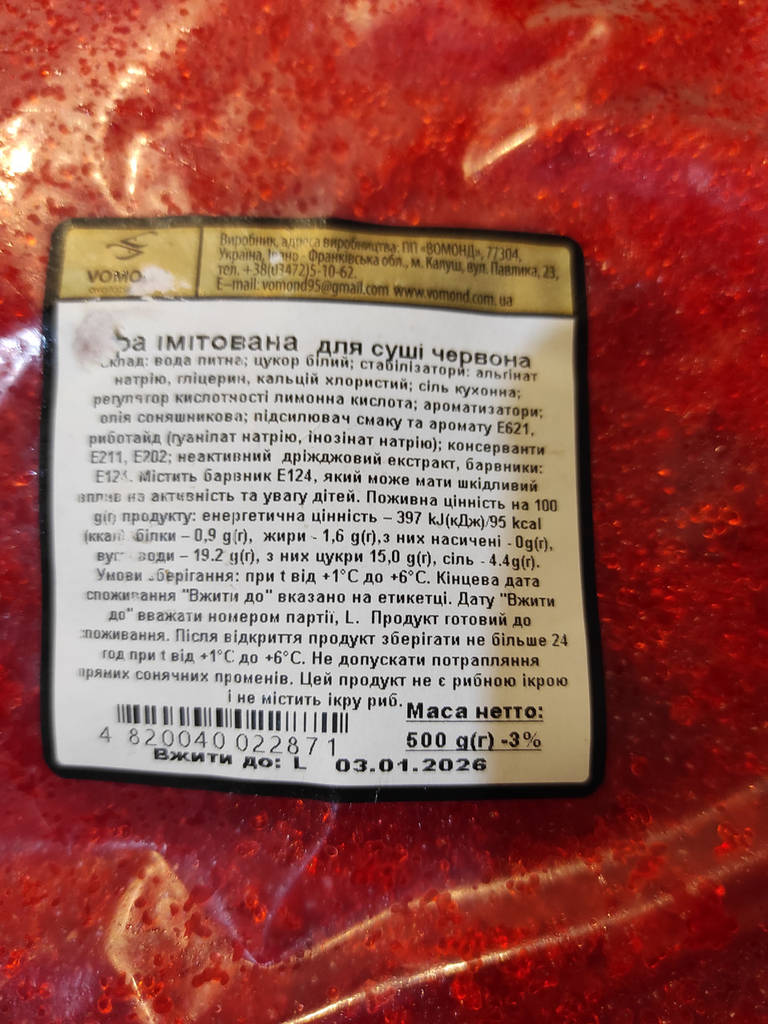 VOMO
Виробник, адреса виробництва: ПП «ВОМОНД», 77304,
Україна, Івано - Франківська обл., м. Калуш, вул. Павлика, 23,
тел. +38(03472)5-10-62.
E-mail: vomond95@gmail.com www.vomond.com.ua
імітована для суші червона
вода питна; цукор білий; стабілізатори: альгінат
натрію, гліцерин, кальцій хлористий; сіль кухонна;
регулятор кислотності лимонна кислота; ароматизатори;
олія соняшникова; підсилювач смаку та аромату Е621,
риботайд (гуанілат натрію, інозінат натрію); консерванти
Е211, Е202; неактивний дріжджовий екстракт, барвники:
Містить барвник Е124, який може мати шкідливий
вплив на активність та увагу дітей. Поживна цінність на 100
g(г) продукту: енергетична цінність – 397 kJ(кДж)/95 kcal
(ккал) білки – 0,9 g(г), жири - 1,6 g(г),з них насичені - 0g(г),
– 19.2 g(г), з них цукри 15,0 g(г), сіль - 4.4g(г).
Умови зберігання: при t від +1°C до +6°C. Кінцева дата
споживання "Вжити до" вказано на етикетці. Дату "Вжити
до" вважати номером партії, L. Продукт готовий до
споживання. Після відкриття продукт зберігати не більше 24
год при t від +1°C до +6°C. Не допускати потрапляння
прямих сонячних променів. Цей продукт не є рибною ікрою
і не містить ікру риб.
Маса нетто:
500 g(г) -3%
4 820040 022871
Вжити до: L 03.01.2026